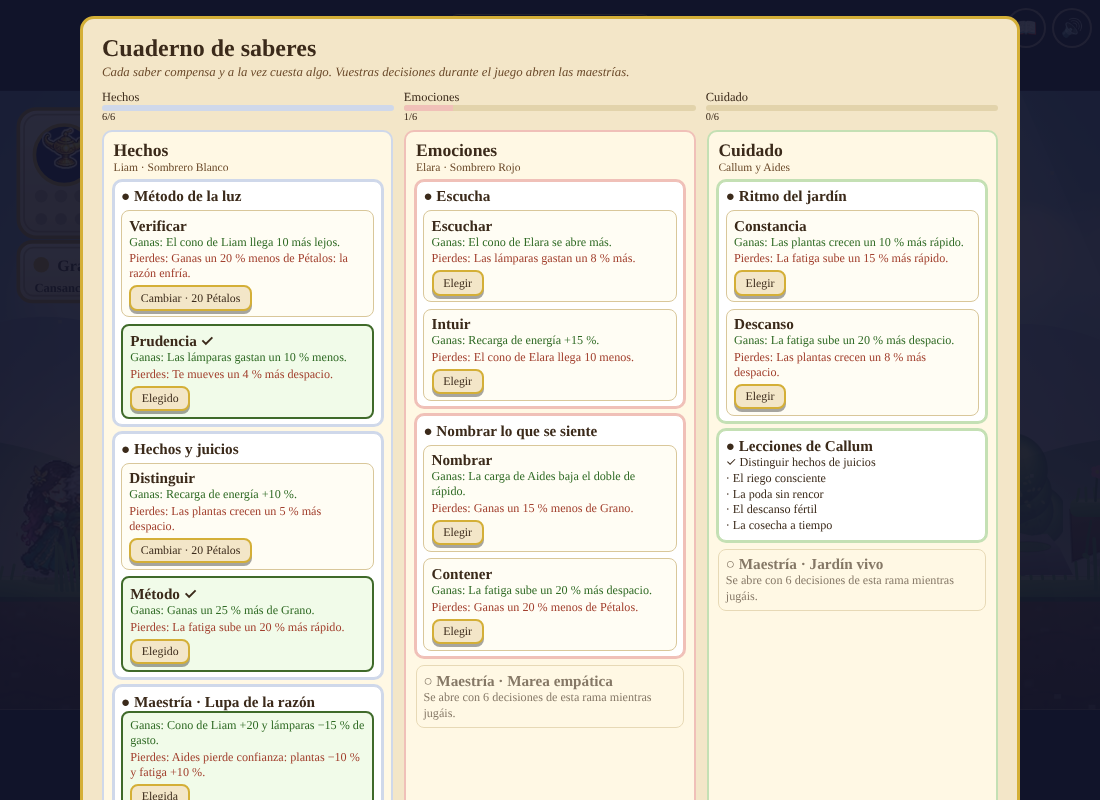 Cuaderno de saberes
Cada saber compensa y a la vez cuesta algo. Vuestras decisiones durante el juego abren las maestrías.
Hechos
6/6
Emociones
1/6
Cuidado
0/6
Hechos
Liam · Sombrero Blanco
● Método de la luz
Verificar
Ganas: El cono de Liam llega 10 más lejos.
Pierdes: Ganas un 20 % menos de Pétalos: la
razón enfría.
Cambiar · 20 Pétalos
Prudencia ✓
Ganas: Las lámparas gastan un 10 % menos.
Pierdes: Te mueves un 4 % más despacio.
Elegido
● Hechos y juicios
Distinguir
Ganas: Recarga de energía +10 %.
Pierdes: Las plantas crecen un 5 % más
despacio.
Cambiar · 20 Pétalos
Método ✓
Ganas: Ganas un 25 % más de Grano.
Pierdes: La fatiga sube un 20 % más rápido.
Elegido
● Maestría · Lupa de la razón
Ganas: Cono de Liam +20 y lámparas −15 % de
gasto.
Pierdes: Aides pierde confianza: plantas −10 %
y fatiga +10 %.
Elegida
Emociones
Elara · Sombrero Rojo
● Escucha
Escuchar
Ganas: El cono de Elara se abre más.
Pierdes: Las lámparas gastan un 8 % más.
Elegir
Intuir
Ganas: Recarga de energía +15 %.
Pierdes: El cono de Elara llega 10 menos.
Elegir
● Nombrar lo que se siente
Nombrar
Ganas: La carga de Aides baja el doble de
rápido.
Pierdes: Ganas un 15 % menos de Grano.
Elegir
Contener
Ganas: La fatiga sube un 20 % más despacio.
Pierdes: Ganas un 20 % menos de Pétalos.
Elegir
○ Maestría · Marea empática
Se abre con 6 decisiones de esta rama mientras
jugáis.
Cuidado
Callum y Aides
● Ritmo del jardín
Constancia
Ganas: Las plantas crecen un 10 % más rápido.
Pierdes: La fatiga sube un 15 % más rápido.
Elegir
Descanso
Ganas: La fatiga sube un 20 % más despacio.
Pierdes: Las plantas crecen un 8 % más
despacio.
Elegir
● Lecciones de Callum
✓ Distinguir hechos de juicios
· El riego consciente
· La poda sin rencor
· El descanso fértil
· La cosecha a tiempo
○ Maestría · Jardín vivo
Se abre con 6 decisiones de esta rama mientras
jugáis.